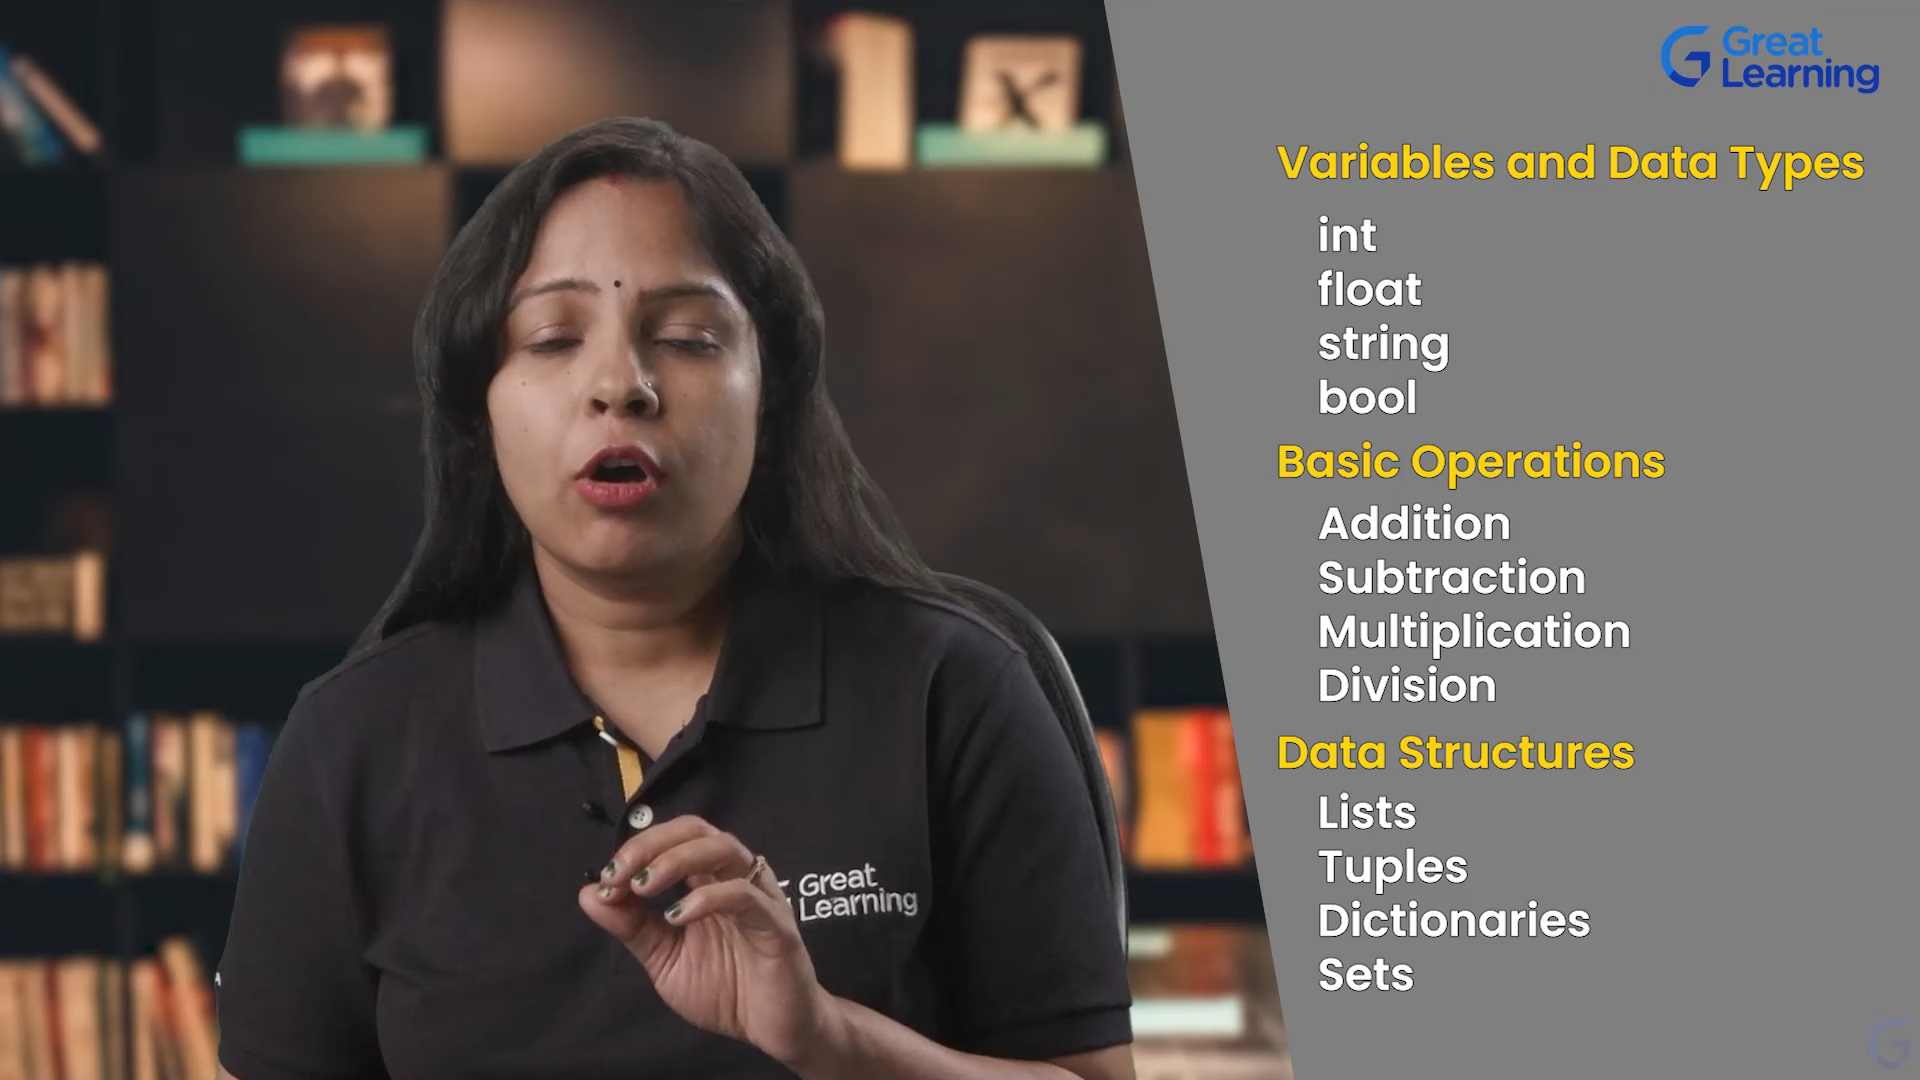 Great
Learning
Variables and Data Types
int
float
string
bool
Basic Operations
Addition
Subtraction
Multiplication
Division
Data Structures
Lists
Tuples
Dictionaries
Sets
Great
Learning